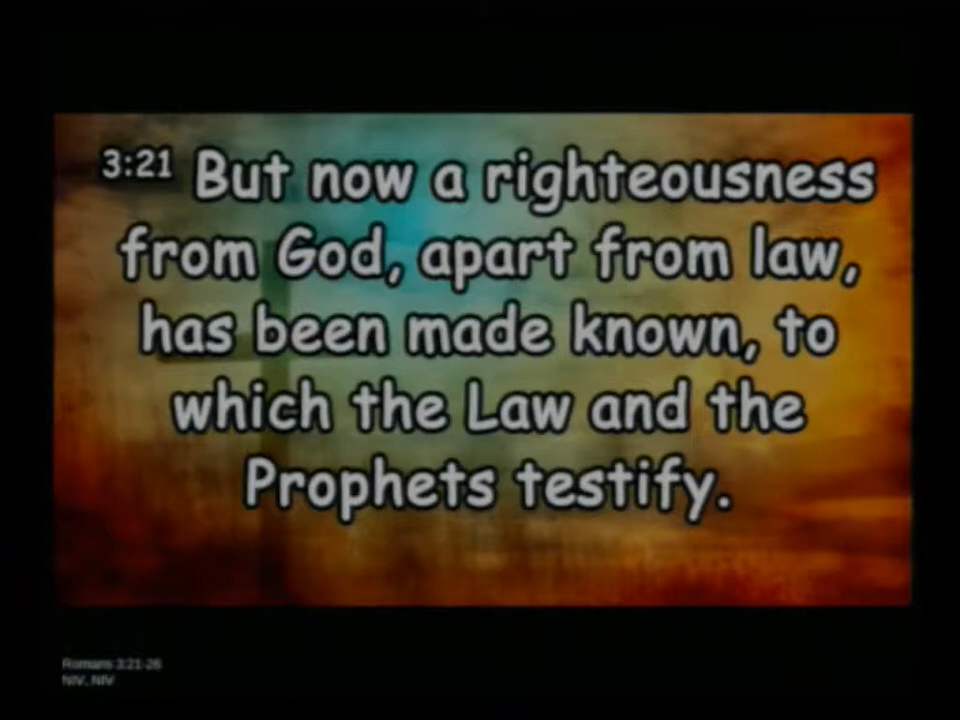 3:21 But now a righteousness
from God, apart from law,
has been made known, to
which the Law and the
Prophets testify.
Romans 3:21-26
NIV, NIV